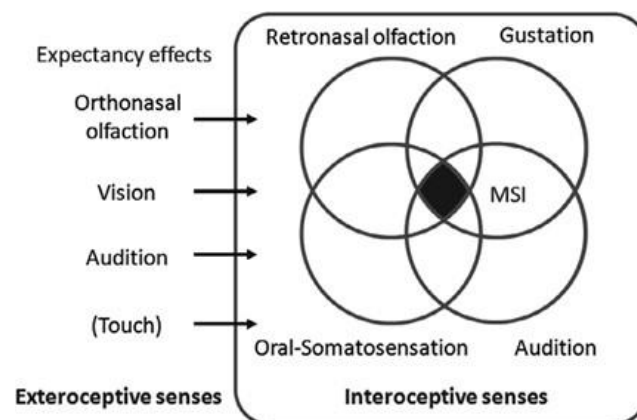 Expectancy effects
Orthonasal
olfaction
Vision
Audition
(Touch)
Exteroceptive senses
Retronasal olfaction
Gustation
MSI
Oral-Somatosensation
Audition
Interoceptive senses